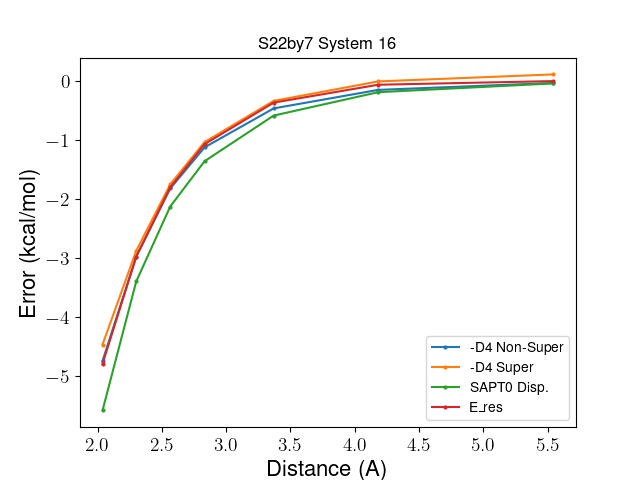 S22by7 System 16
Error (kcal/mol)
0
−1
−2
−3
−4
−5
-D4 Non-Super
-D4 Super
SAPT0 Disp.
E_res
2.0 2.5 3.0 3.5 4.0 4.5 5.0 5.5
Distance (A)